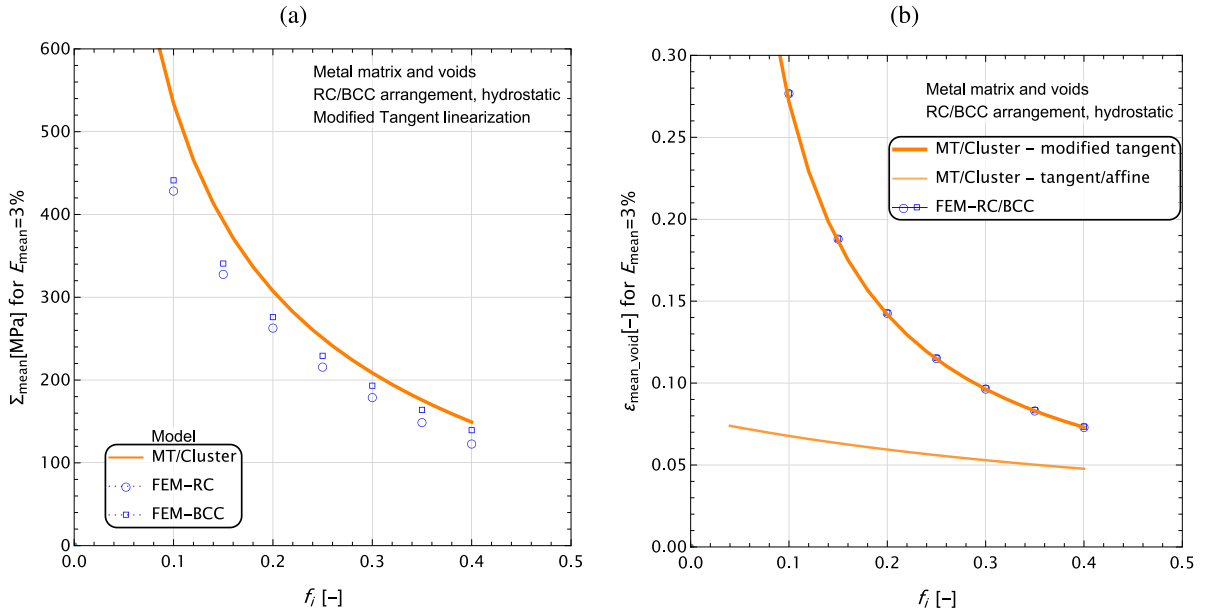 (a)
600
500
400
300
200
100
0
Σmean[MPa] for Emean=3%
Metal matrix and voids
RC/BCC arrangement, hydrostatic
Modified Tangent linearization
Model
MT/Cluster
FEM−RC
FEM−BCC
0.0 0.1 0.2 0.3 0.4 0.5
fi [−]
(b)
0.30
0.25
0.20
0.15
0.10
0.05
0.00
εmean_void[−] for Emean=3%
Metal matrix and voids
RC/BCC arrangement, hydrostatic
MT/Cluster − modified tangent
MT/Cluster − tangent/affine
FEM−RC/BCC
0.0 0.1 0.2 0.3 0.4 0.5
fi [−]